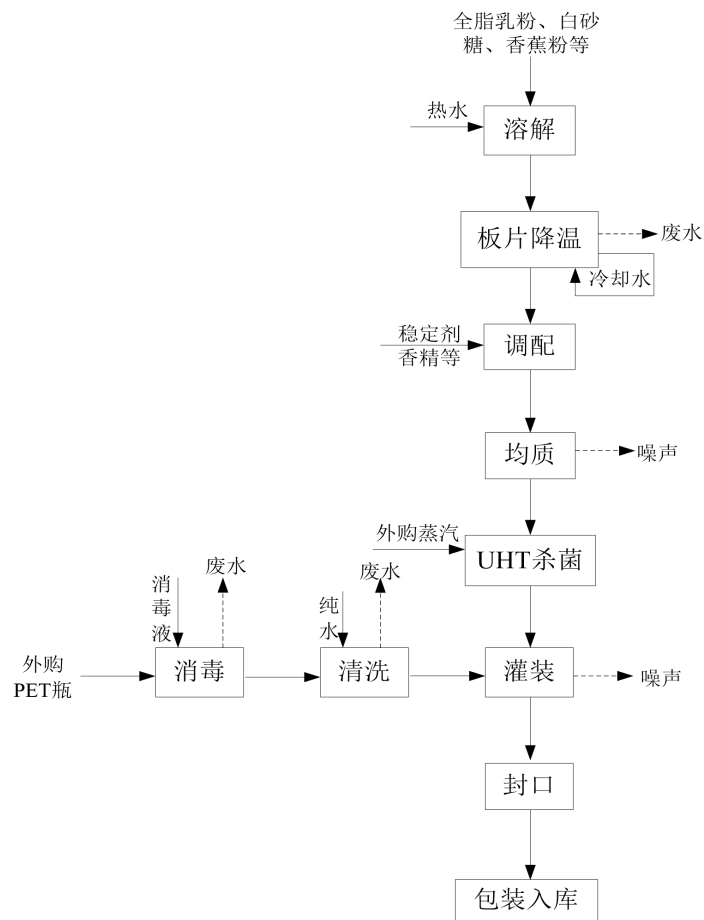 全脂乳粉、白砂
糖、香蕉粉等
热水
溶解
板片降温
废水
冷却水
稳定剂
香精等
调配
均质
噪声
外购蒸汽
UHT杀菌
消
毒
液
废水
纯
水
废水
外购
PET瓶
消毒
清洗
灌装
噪声
封口
包装入库